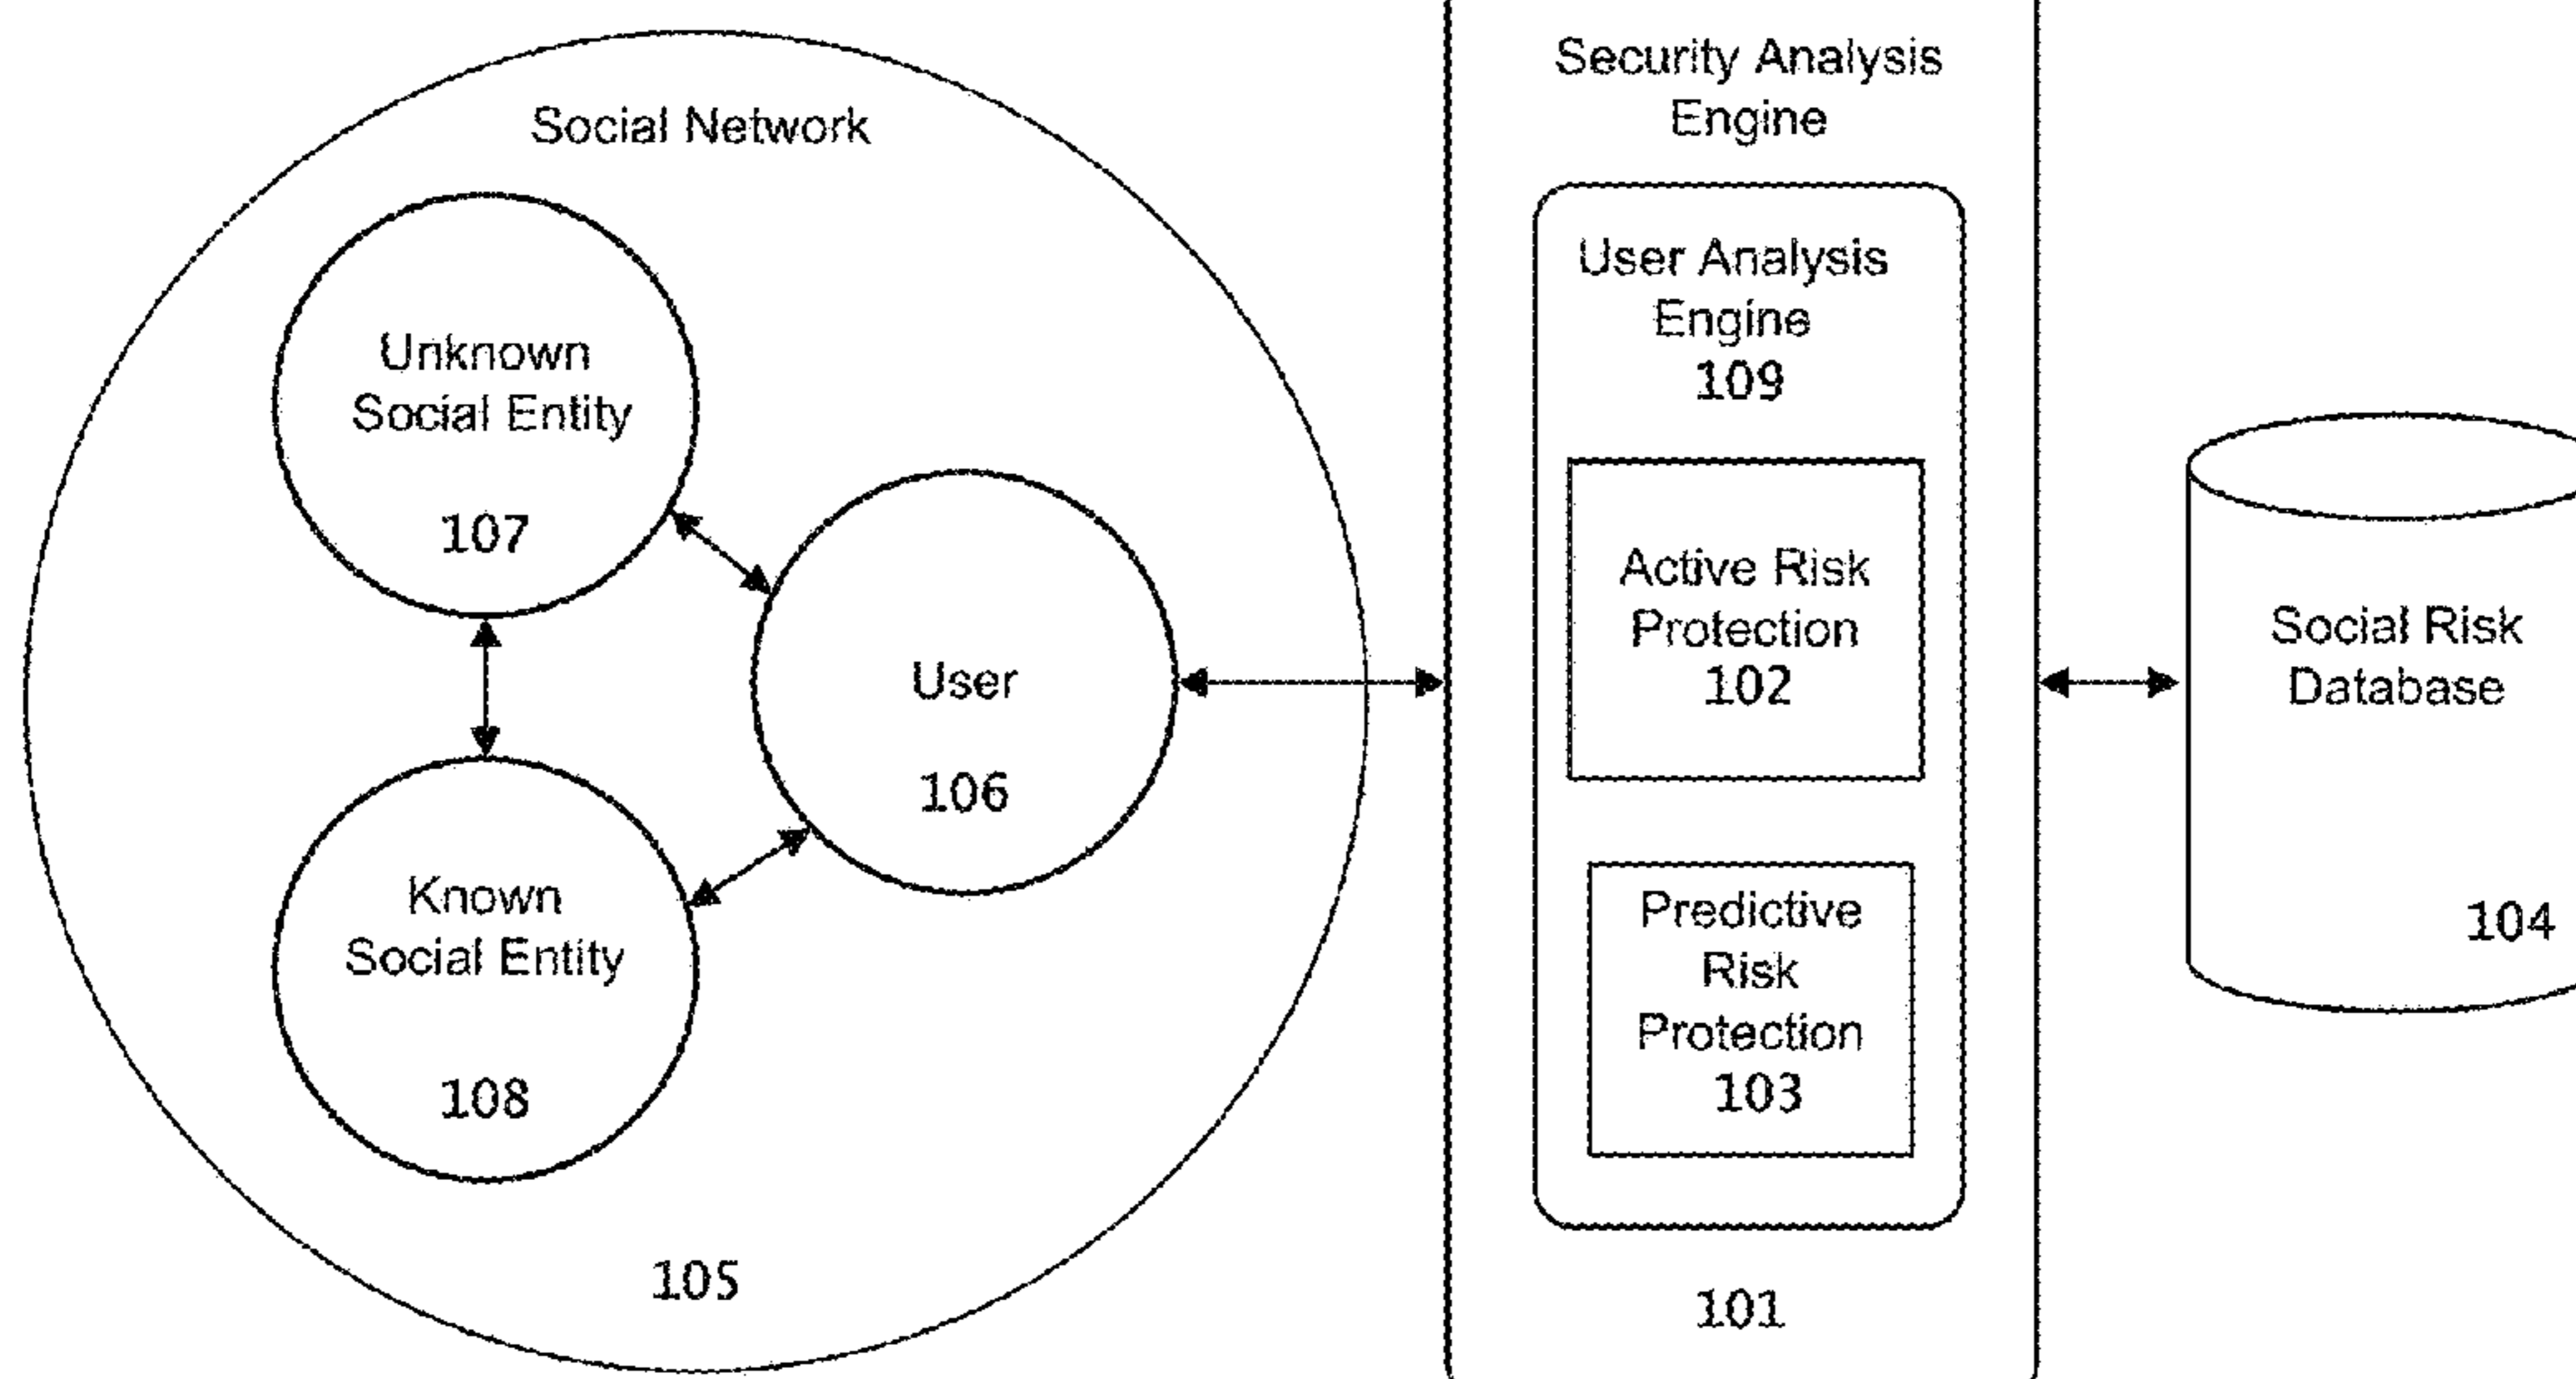 Social Network
Unknown
Social Entity
107
User
106
Known
Social Entity
108
105
Security Analysis
Engine
User Analysis
Engine
109
Active Risk
Protection
102
Predictive
Risk
Protection
103
101
Social Risk
Database
104